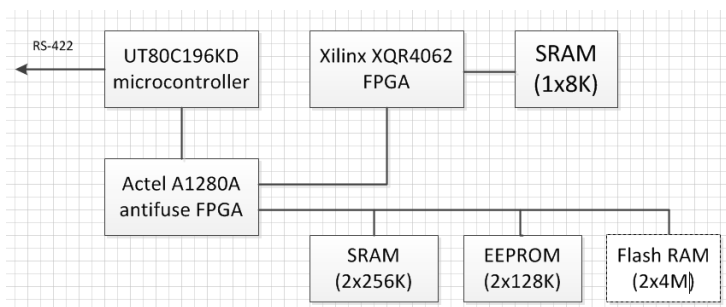 RS-422
UT80C196KD
microcontroller
Xilinx XQR4062
FPGA
SRAM
(1x8K)
Actel A1280A
antifuse FPGA
SRAM
(2x256K)
EEPROM
(2x128K)
Flash RAM
(2x4M)